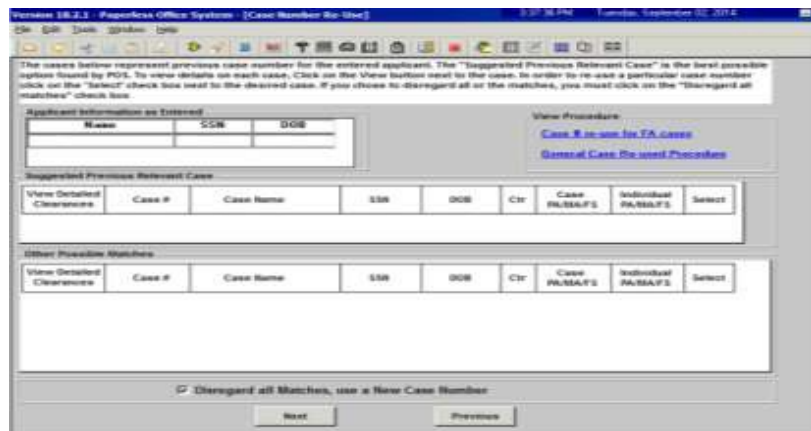 Version 18.2.1 - Paperless Office System - [Case Number Re-Use] 3:37:36 PM Tuesday, September 02, 2014
File Edit Tools Window Help
The cases below represent previous case number for the entered applicant. The "Suggested Previous Relevant Case" is the best possible
option found by POS. To view details on each case, Click on the View button next to the case. In order to re-use a particular case number
click on the "Select" check box next to the desired case. If you chose to disregard all or the matches, you must click on the "Disregard all
matches" check box
Applicant Information as Entered
Name SSN DOB
View Procedure
Case # re-use for FA cases
General Case Re-used Procedure
Suggested Previous Relevant Case
View Detailed Clearances Case # Case Name SSN DOB Ctr Case PA/MA/FS Individual PA/MA/FS Select
Other Possible Matches
View Detailed Clearances Case # Case Name SSN DOB Ctr Case PA/MA/FS Individual PA/MA/FS Select
Disregard all Matches, use a New Case Number
Next Previous